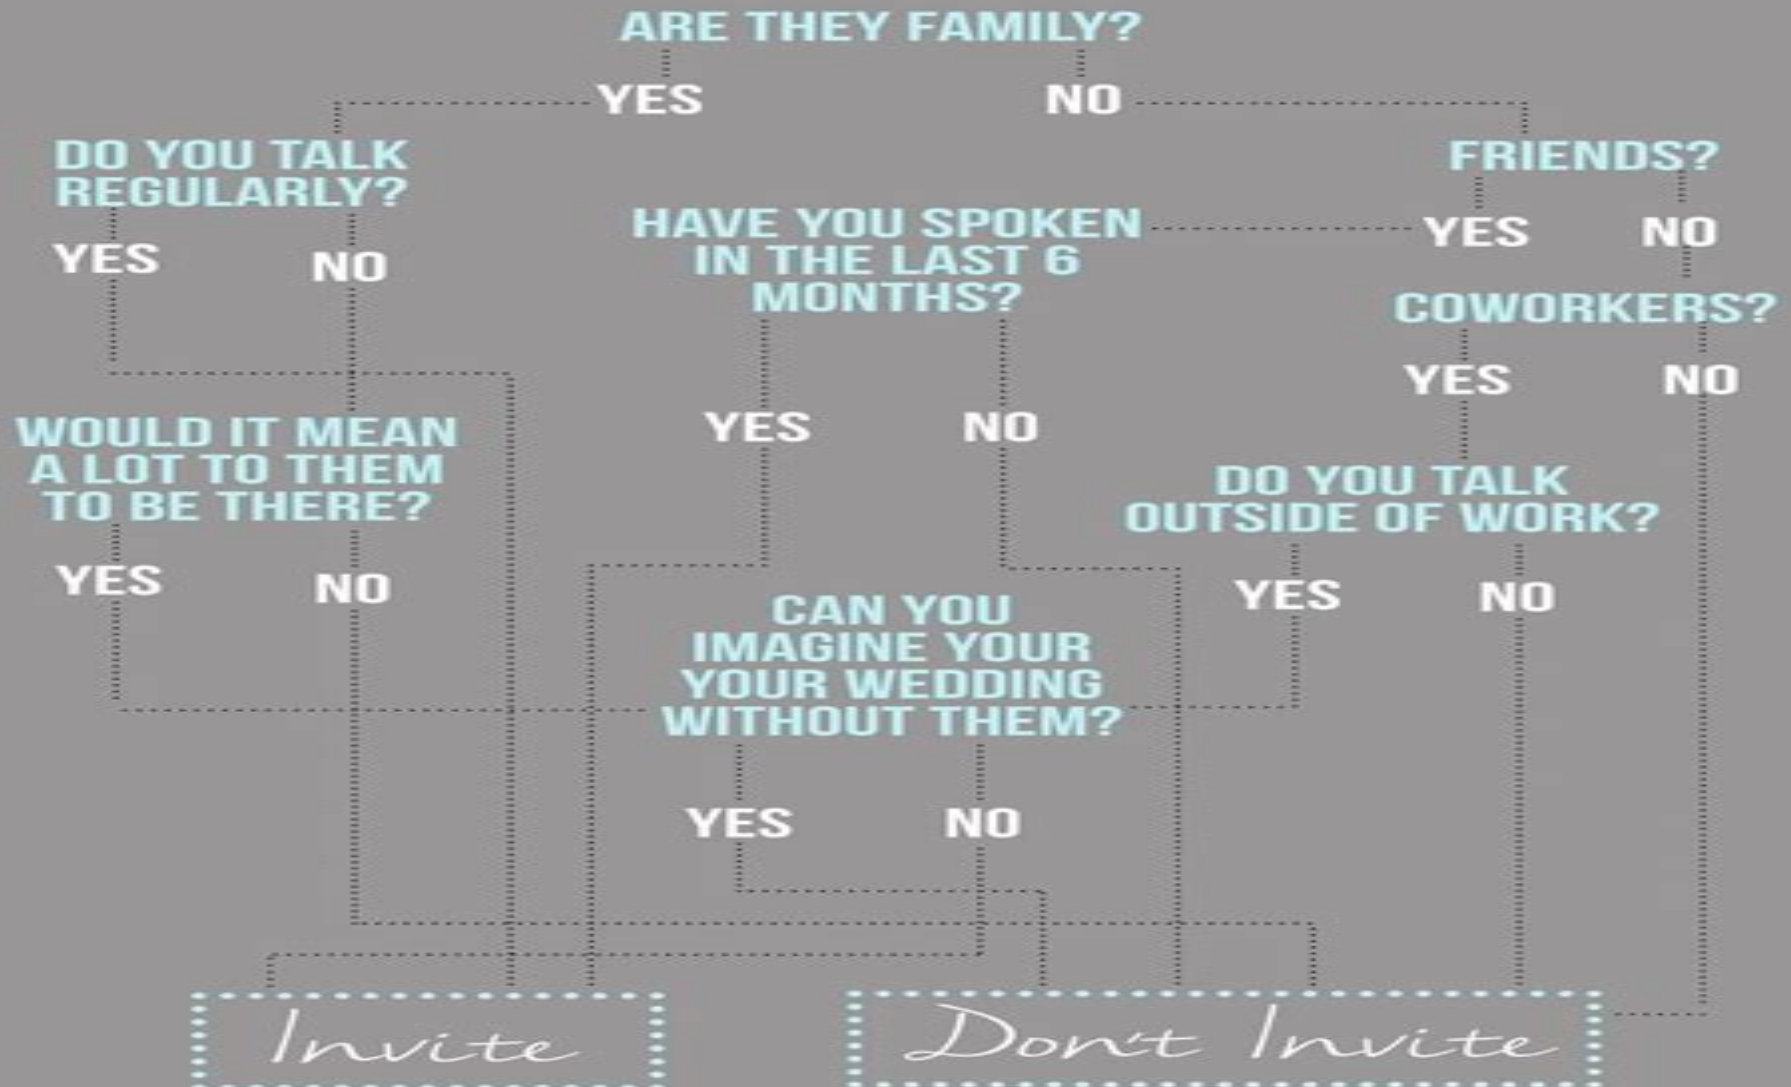 ARE THEY FAMILY?
YES
NO
DO YOU TALK
REGULARLY?
YES
NO
FRIENDS?
YES
NO
HAVE YOU SPOKEN
IN THE LAST 6
MONTHS?
YES
NO
COWORKERS?
YES
NO
WOULD IT MEAN
A LOT TO THEM
TO BE THERE?
YES
NO
DO YOU TALK
OUTSIDE OF WORK?
YES
NO
CAN YOU
IMAGINE YOUR
YOUR WEDDING
WITHOUT THEM?
YES
NO
Invite
Don't Invite